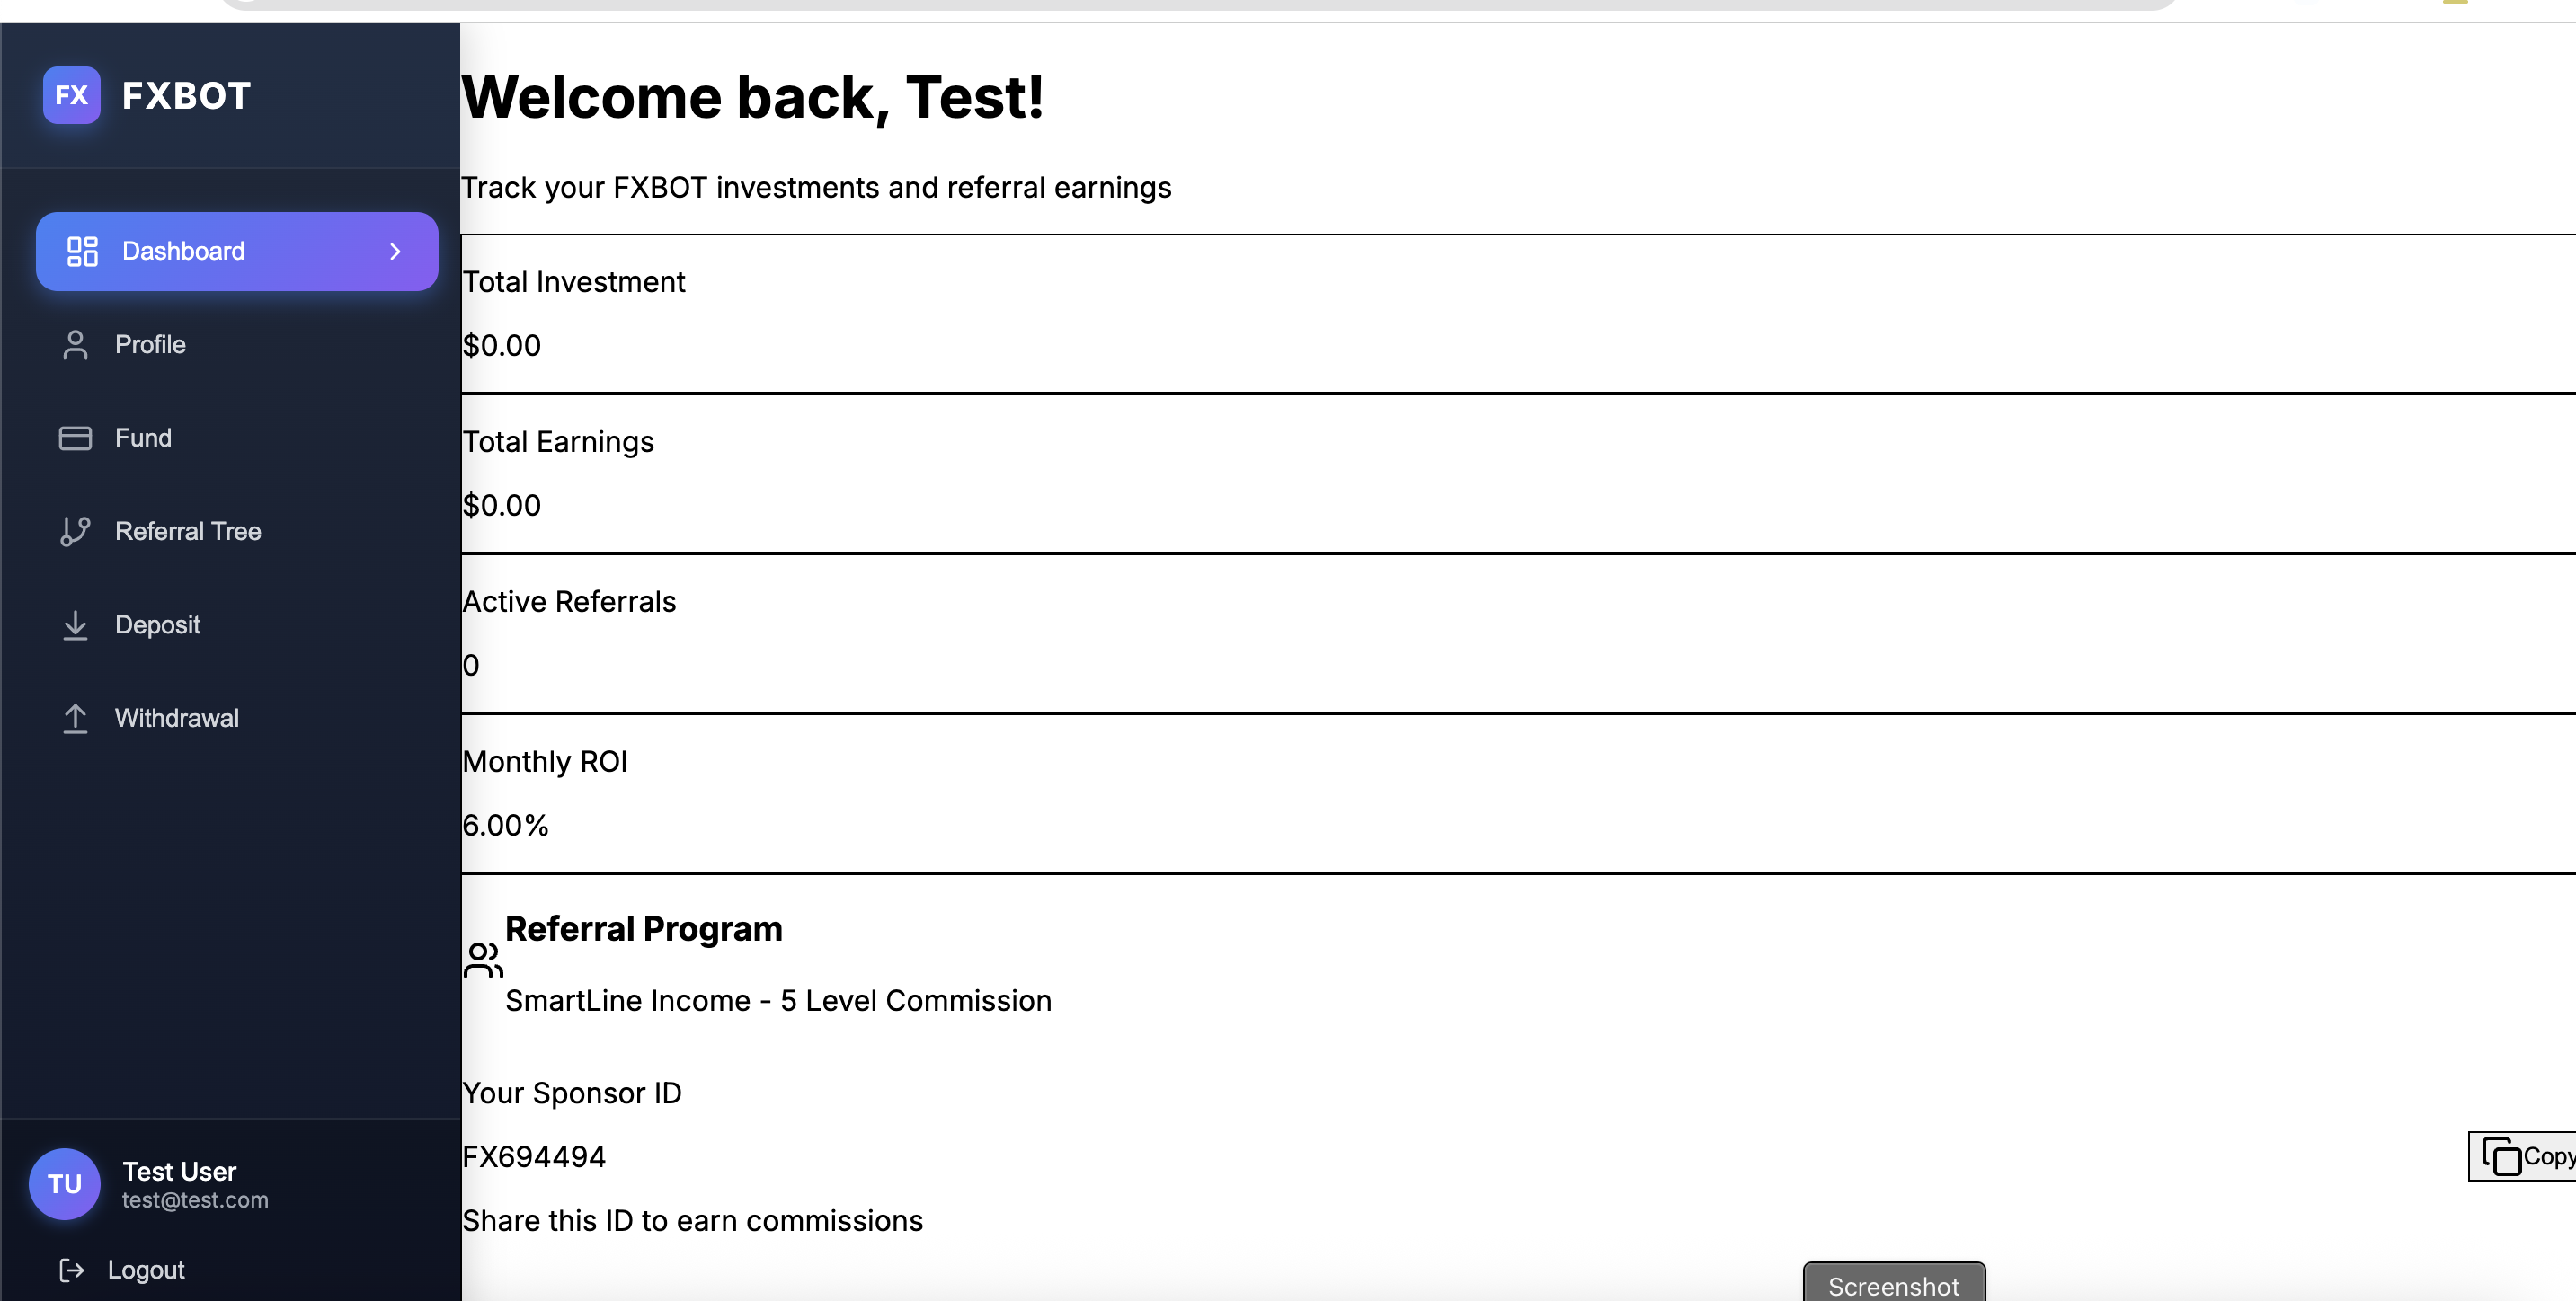 FX FXBOT
Dashboard
Profile
Fund
Referral Tree
Deposit
Withdrawal
TU Test User
test@test.com
Logout
Welcome back, Test!
Track your FXBOT investments and referral earnings
Total Investment
$0.00
Total Earnings
$0.00
Active Referrals
0
Monthly ROI
6.00%
Referral Program
SmartLine Income - 5 Level Commission
Your Sponsor ID
FX694494
Copy
Share this ID to earn commissions
Screenshot